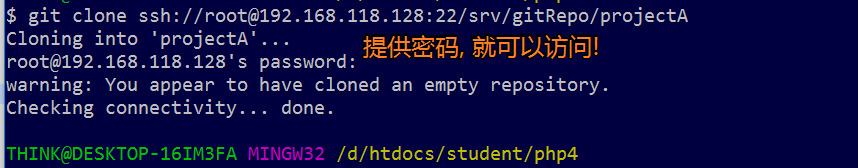 $ git clone ssh://root@192.168.118.128:22/srv/gitRepo/projectA
Cloning into 'projectA'...
提供密码, 就可以访问!
root@192.168.118.128's password:
warning: You appear to have cloned an empty repository.
Checking connectivity... done.
THINK@DESKTOP-16IM3FA MINGW32 /d/htdocs/student/php4